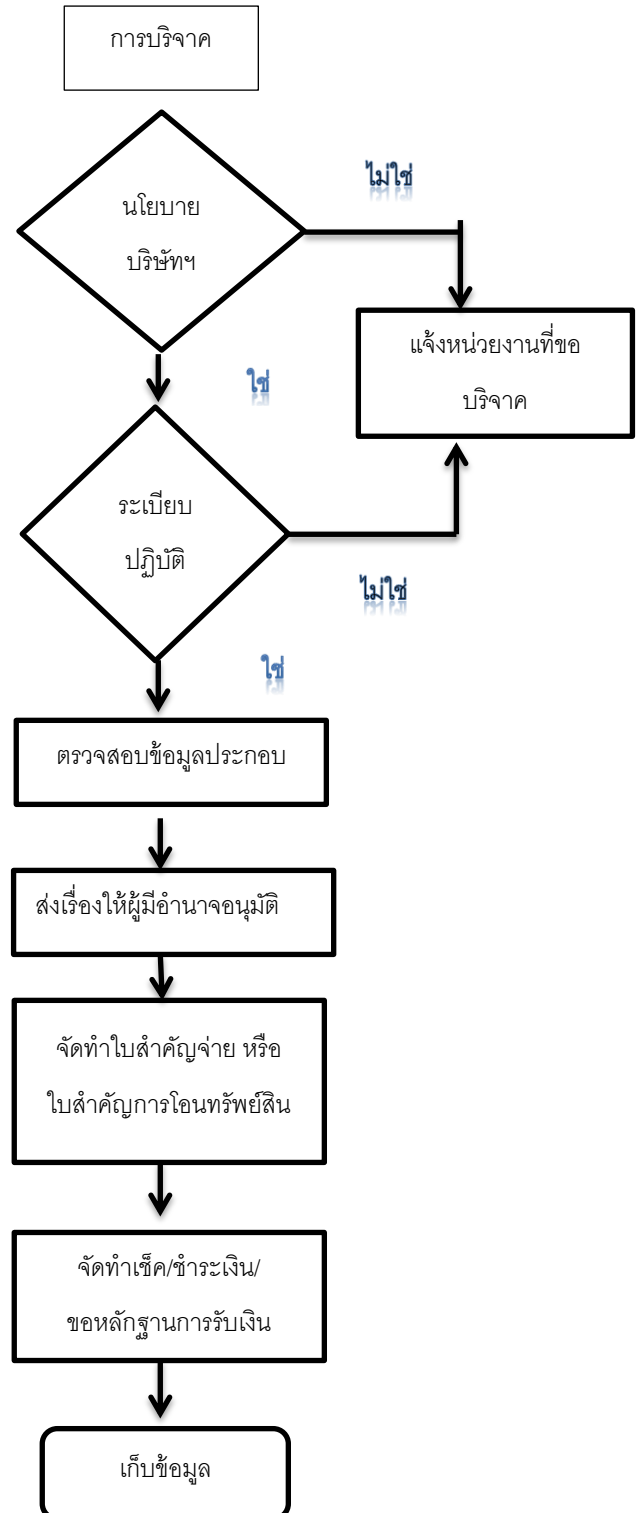 การบริจาค
ไม่ใช่
นโยบาย
บริษัทฯ
แจ้งหน่วยงานที่ขอ
บริจาค
ใช่
ระเบียบ
ปฏิบัติ
ไม่ใช่
ใช่
ตรวจสอบข้อมูลประกอบ
ส่งเรื่องให้ผู้มีอำนาจอนุมัติ
จัดทำใบสำคัญจ่าย หรือ
ใบสำคัญการโอนทรัพย์สิน
จัดทำเช็ค/ชำระเงิน/
ขอหลักฐานการรับเงิน
เก็บข้อมูล